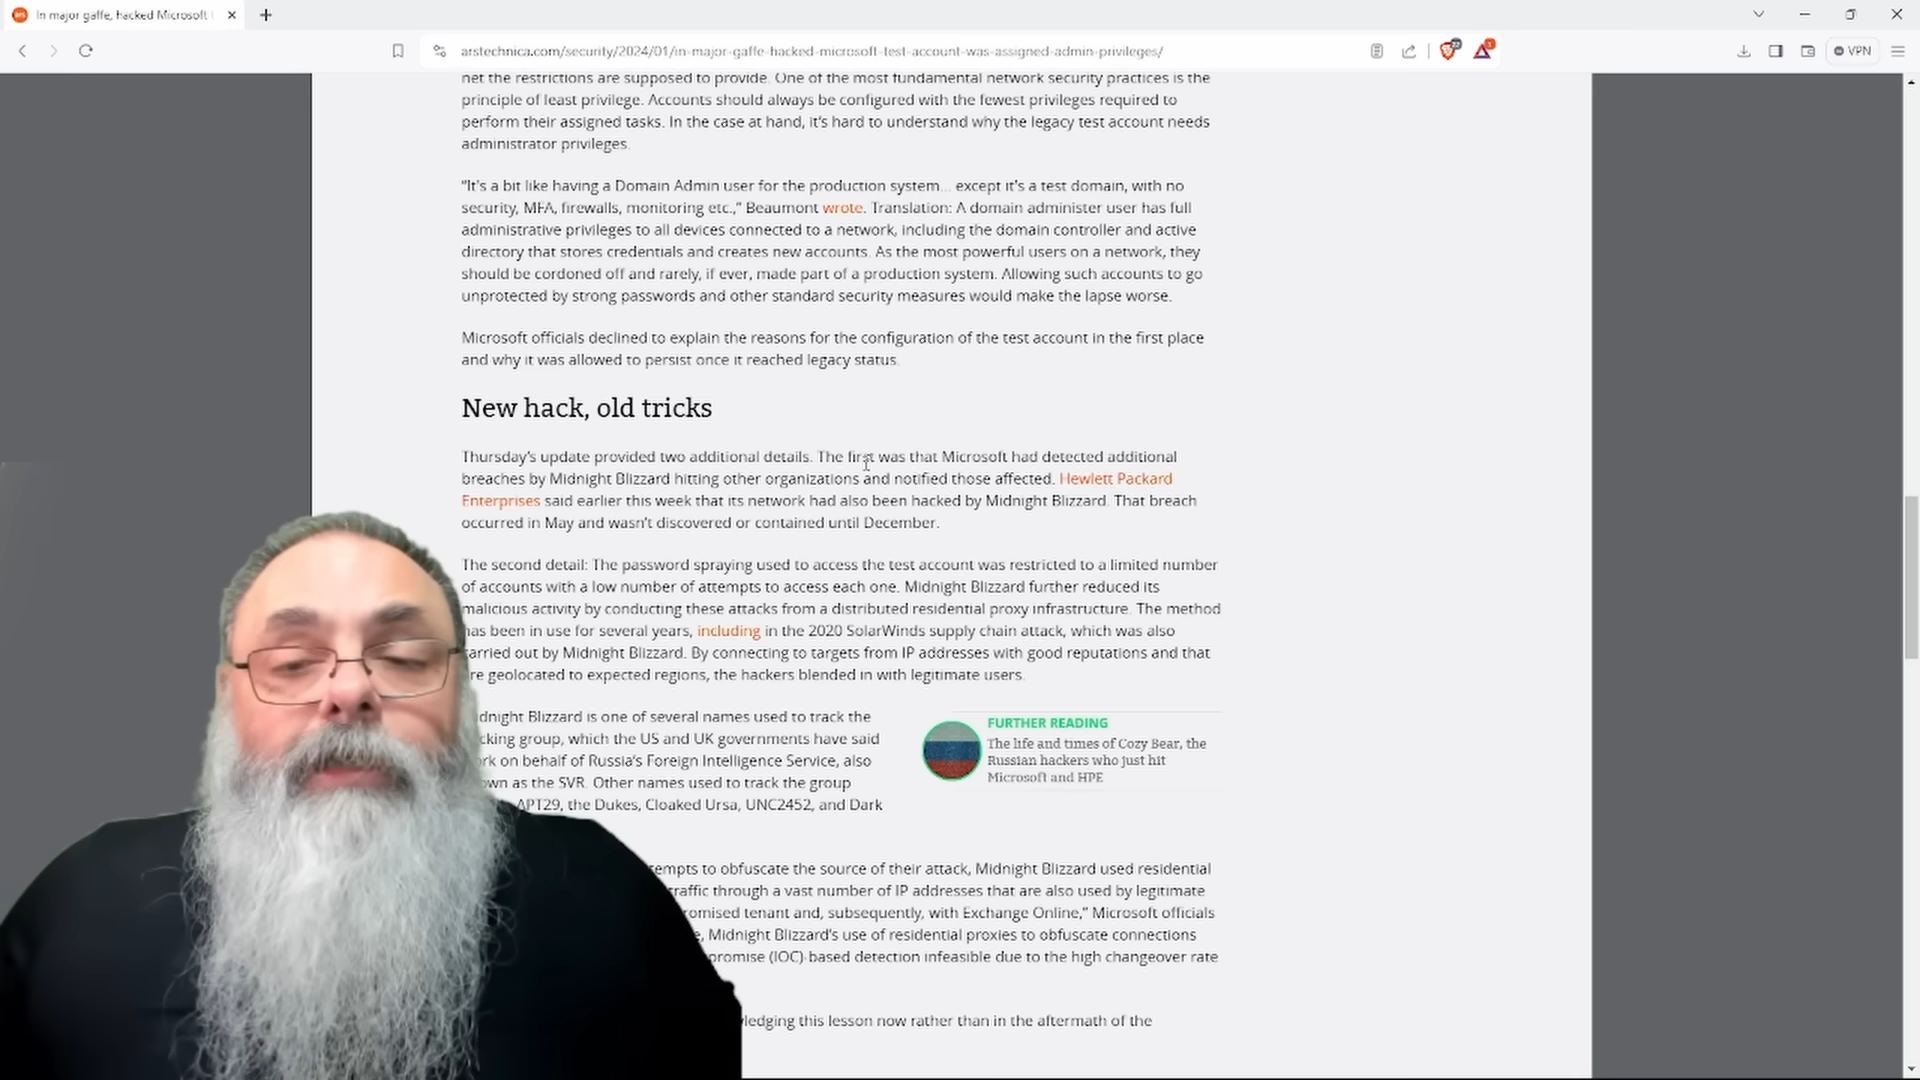 In major gaffe, hacked Microsoft
arstechnica.com/security/2024/01/in-major-gaffe-hacked-microsoft-test-account-was-assigned-admin-privileges/
VPN
net the restrictions are supposed to provide. One of the most fundamental network security practices is the
principle of least privilege. Accounts should always be configured with the fewest privileges required to
perform their assigned tasks. In the case at hand, it's hard to understand why the legacy test account needs
administrator privileges.
“It's a bit like having a Domain Admin user for the production system... except it's a test domain, with no
security, MFA, firewalls, monitoring etc.,” Beaumont wrote. Translation: A domain administer user has full
administrative privileges to all devices connected to a network, including the domain controller and active
directory that stores credentials and creates new accounts. As the most powerful users on a network, they
should be cordoned off and rarely, if ever, made part of a production system. Allowing such accounts to go
unprotected by strong passwords and other standard security measures would make the lapse worse.
Microsoft officials declined to explain the reasons for the configuration of the test account in the first place
and why it was allowed to persist once it reached legacy status.
New hack, old tricks
Thursday's update provided two additional details. The first was that Microsoft had detected additional
breaches by Midnight Blizzard hitting other organizations and notified those affected. Hewlett Packard
Enterprises said earlier this week that its network had also been hacked by Midnight Blizzard. That breach
occurred in May and wasn't discovered or contained until December.
The second detail: The password spraying used to access the test account was restricted to a limited number
of accounts with a low number of attempts to access each one. Midnight Blizzard further reduced its
malicious activity by conducting these attacks from a distributed residential proxy infrastructure. The method
has been in use for several years, including in the 2020 SolarWinds supply chain attack, which was also
carried out by Midnight Blizzard. By connecting to targets from IP addresses with good reputations and that
are geolocated to expected regions, the hackers blended in with legitimate users.
Midnight Blizzard is one of several names used to track the
hacking group, which the US and UK governments have said
work on behalf of Russia's Foreign Intelligence Service, also
known as the SVR. Other names used to track the group
APT29, the Dukes, Cloaked Ursa, UNC2452, and Dark
FURTHER READING
The life and times of Cozy Bear, the
Russian hackers who just hit
Microsoft and HPE
attempts to obfuscate the source of their attack, Midnight Blizzard used residential
traffic through a vast number of IP addresses that are also used by legitimate
compromised tenant and, subsequently, with Exchange Online,” Microsoft officials
Midnight Blizzard's use of residential proxies to obfuscate connections
compromise (IOC)-based detection infeasible due to the high changeover rate
this lesson now rather than in the aftermath of the